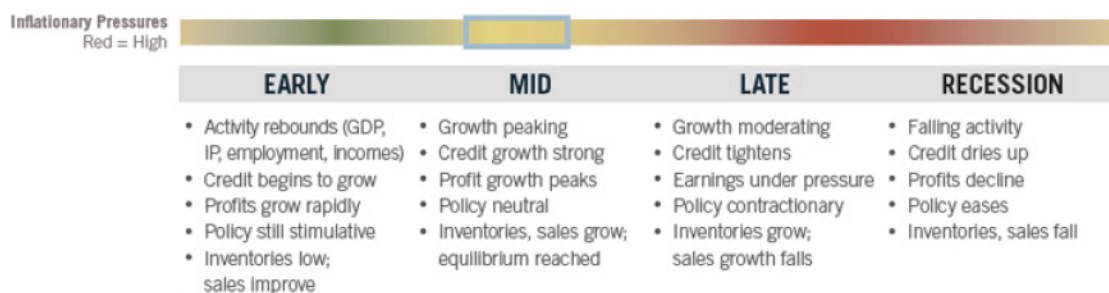 Inflationary Pressures
Red = High
EARLY
• Activity rebounds (GDP,
IP, employment, incomes)
• Credit begins to grow
• Profits grow rapidly
• Policy still stimulative
• Inventories low;
sales improve
MID
• Growth peaking
• Credit growth strong
• Profit growth peaks
• Policy neutral
• Inventories, sales grow;
equilibrium reached
LATE
• Growth moderating
• Credit tightens
• Earnings under pressure
• Policy contractionary
• Inventories grow;
sales growth falls
RECESSION
• Falling activity
• Credit dries up
• Profits decline
• Policy eases
• Inventories, sales fall